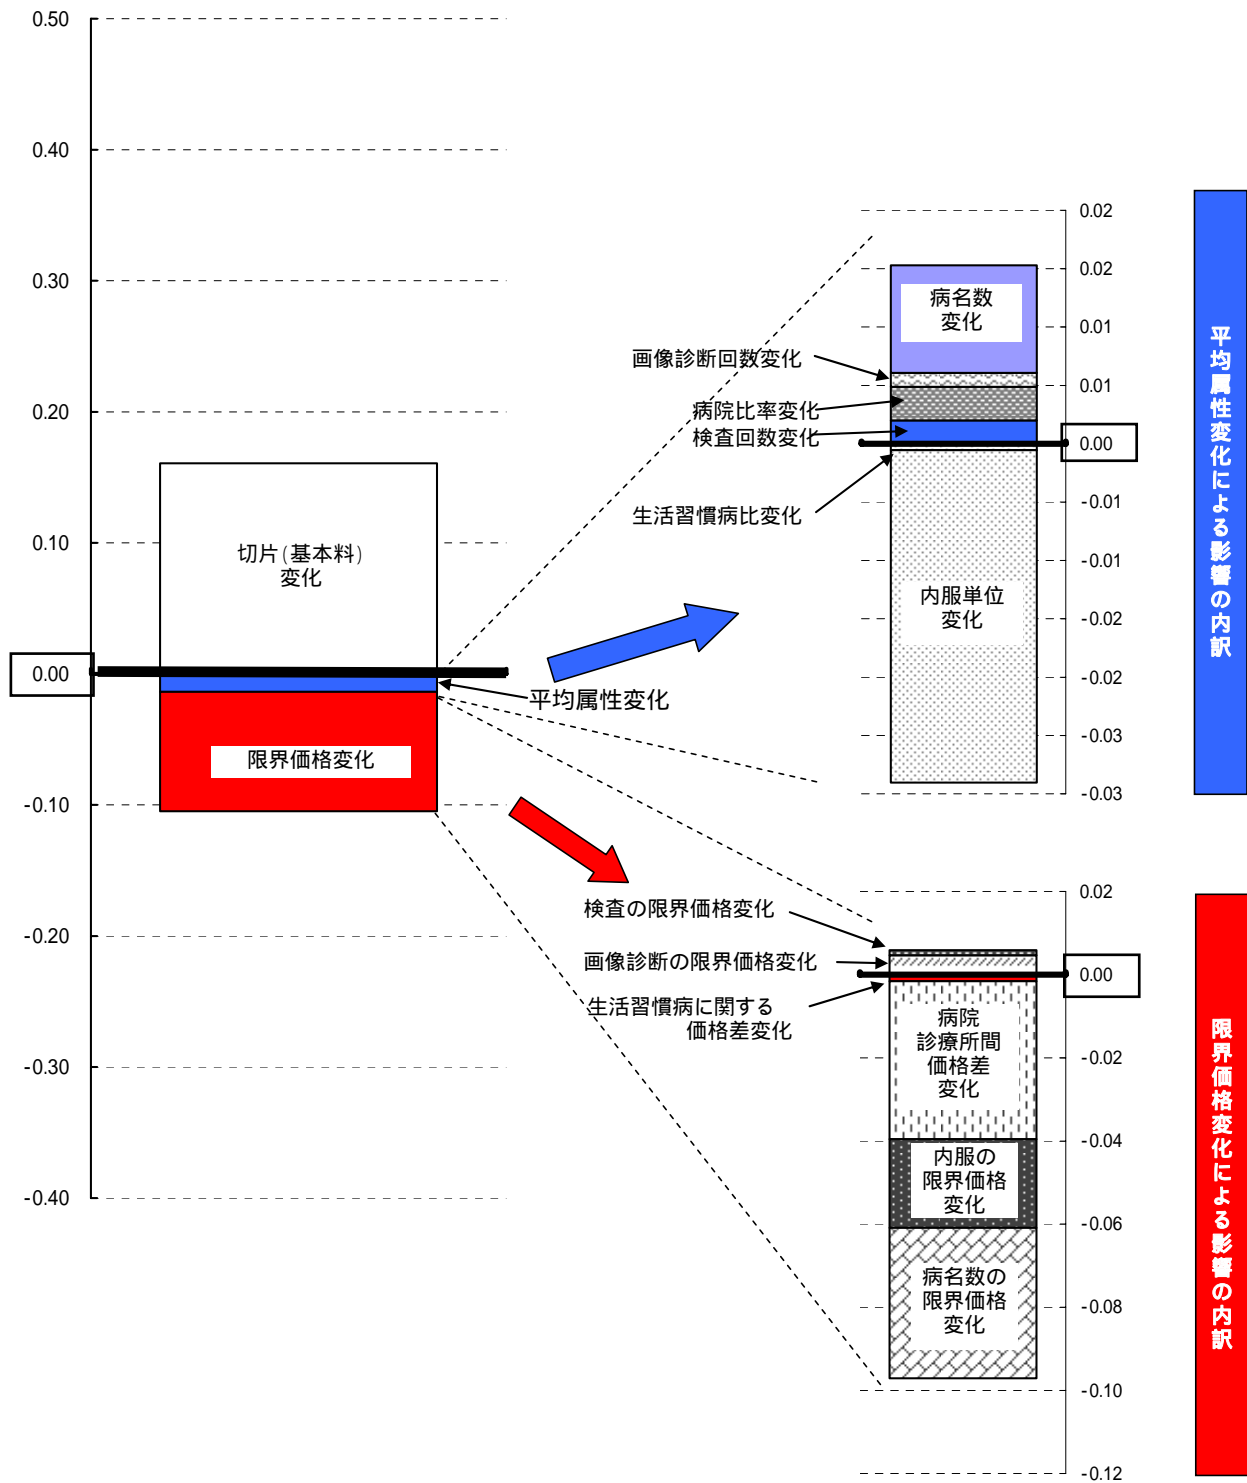 0.50
0.40
0.30
0.20
0.10
0.00
-0.10
-0.20
-0.30
-0.40
切片(基本料)
変化
平均属性変化
限界価格変化
0.02
0.02
0.01
0.01
0.00
-0.01
-0.01
-0.02
-0.02
-0.03
-0.03
病名数
変化
画像診断回数変化
病院比率変化
検査回数変化
生活習慣病比変化
内服単位
変化
平均属性変化による影響の内訳
0.02
0.00
-0.02
-0.04
-0.06
-0.08
-0.10
-0.12
検査の限界価格変化
画像診断の限界価格変化
生活習慣病に関する
価格差変化
病院
診療所間
価格差
変化
内服の
限界価格
変化
病名数の
限界価格
変化
限界価格変化による影響の内訳